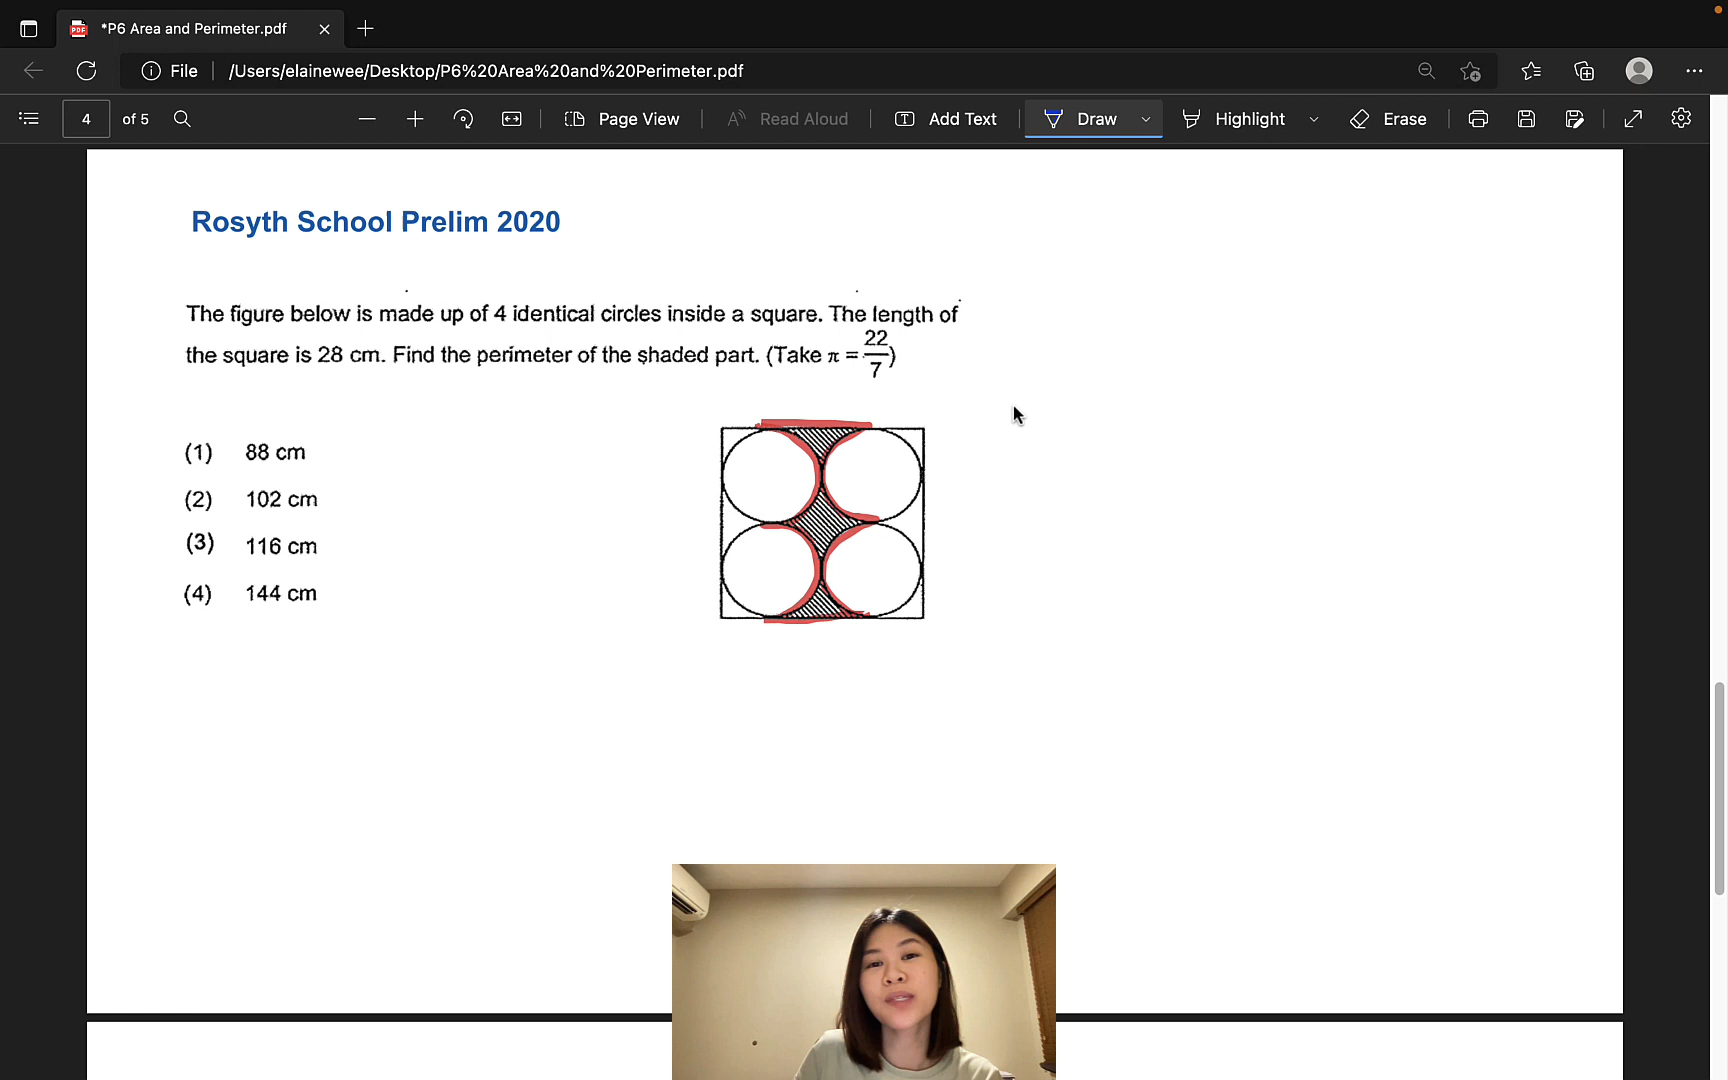 *P6 Area and Perimeter.pdf
File
/Users/elainewee/Desktop/P6%20Area%20and%20Perimeter.pdf
4 of 5
Page View
Read Aloud
Add Text
Draw
Highlight
Erase
Rosyth School Prelim 2020
The figure below is made up of 4 identical circles inside a square. The length of
the square is 28 cm. Find the perimeter of the shaded part. (Take π = 22/7)
(1) 88 cm
(2) 102 cm
(3) 116 cm
(4) 144 cm